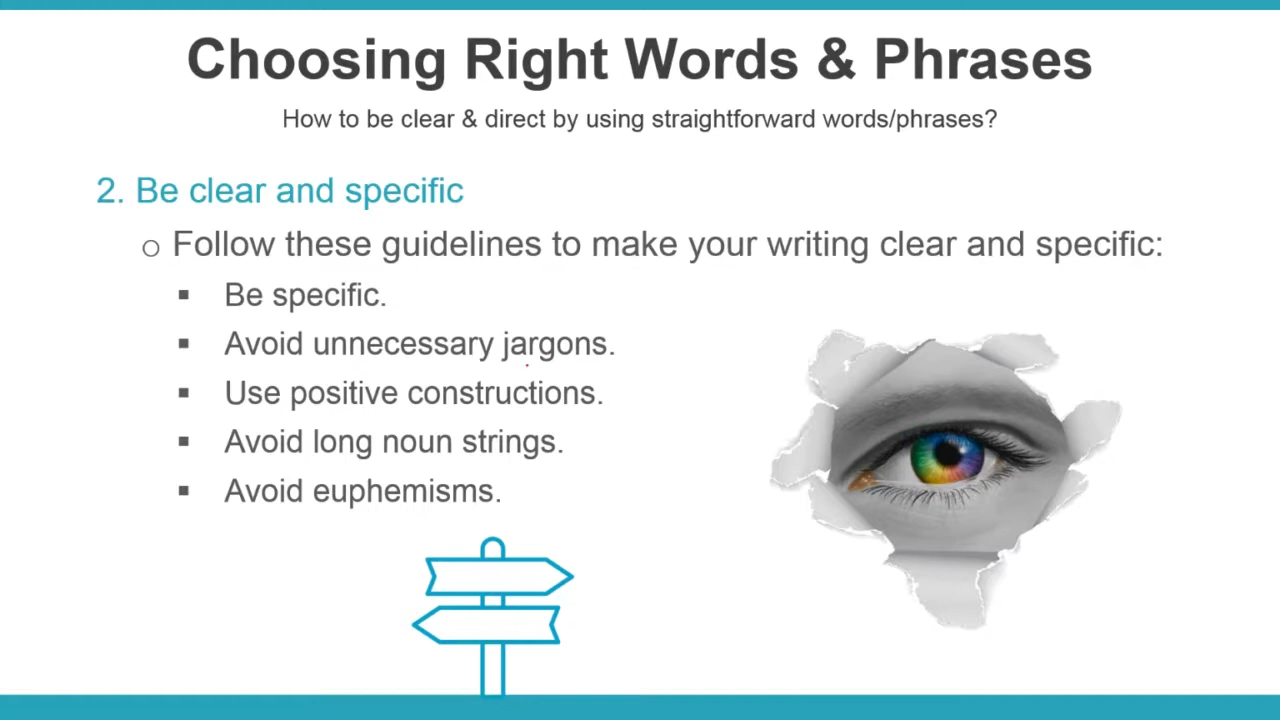 Choosing Right Words & Phrases
How to be clear & direct by using straightforward words/phrases?
2. Be clear and specific
o Follow these guidelines to make your writing clear and specific:
▪ Be specific.
▪ Avoid unnecessary jargons.
▪ Use positive constructions.
▪ Avoid long noun strings.
▪ Avoid euphemisms.